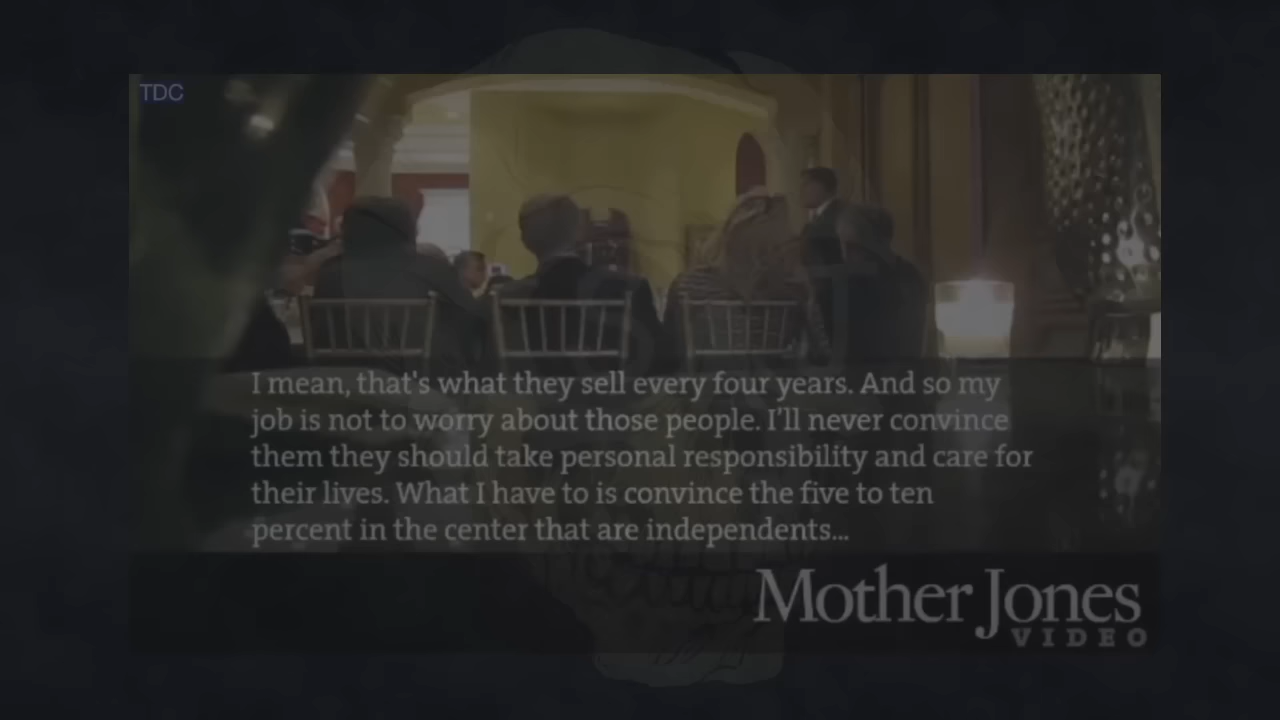 TDC
I mean, that's what they sell every four years. And so my
job is not to worry about those people. I'll never convince
them they should take personal responsibility and care for
their lives. What I have to is convince the five to ten
percent in the center that are independents...
Mother Jones
VIDEO